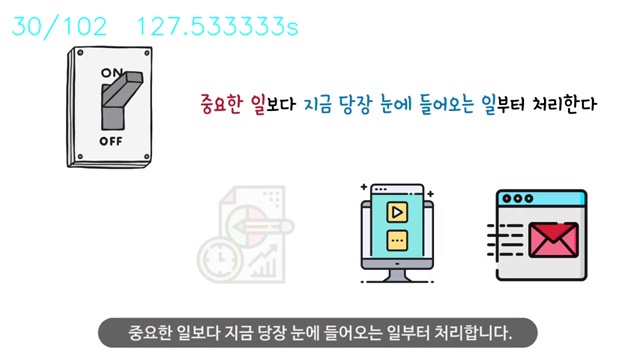 30/102 127.533333s
ON
OFF
중요한 일보다 지금 당장 눈에 들어오는 일부터 처리한다
중요한 일보다 지금 당장 눈에 들어오는 일부터 처리합니다.